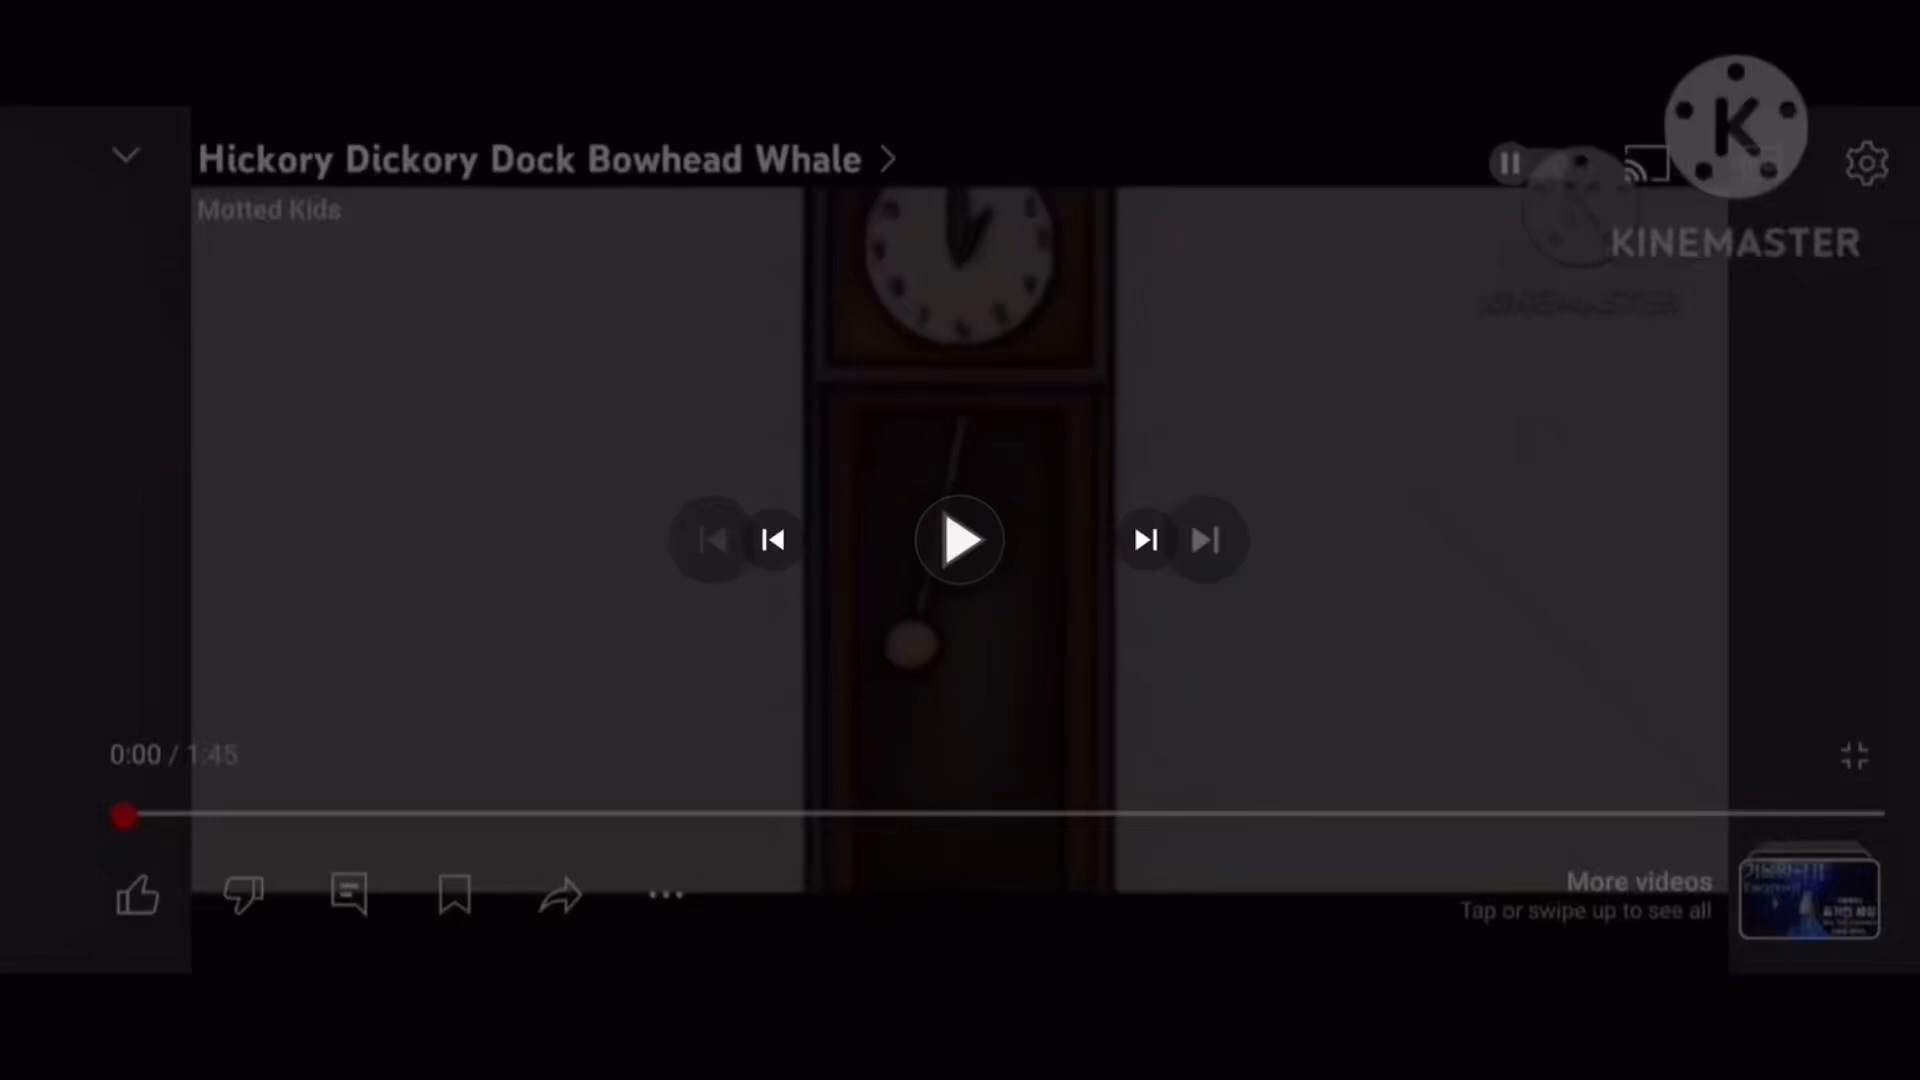 Hickory Dickory Dock Bowhead Whale
Motted Kids
K
KINEMASTER
0:00 / 1:45
More videos
Tap or swipe up to see all